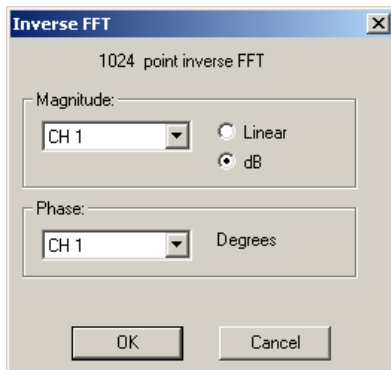 Inverse FFT
1024 point inverse FFT
Magnitude:
CH 1
Linear
dB
Phase:
CH 1
Degrees
OK
Cancel